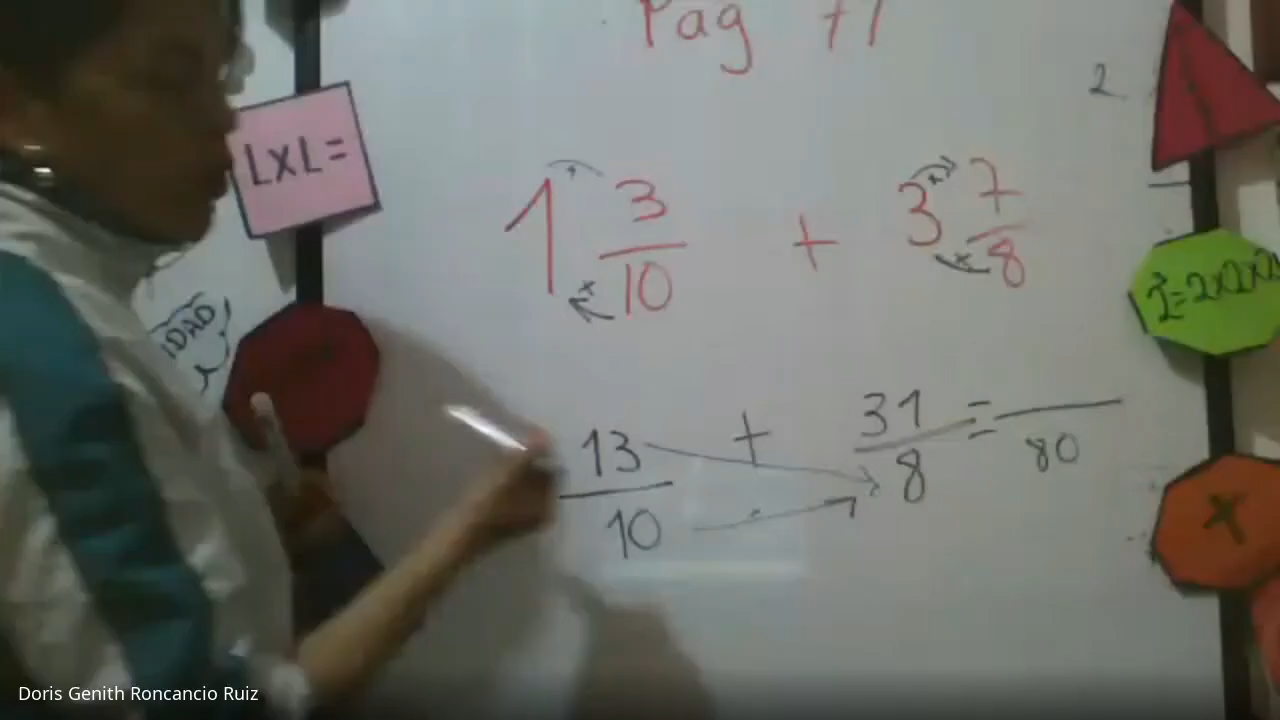 Pag 71
2
LxL=
1 3/10 + 3 7/8
IDAD
13/10 + 31/8 = /80
x
Doris Genith Roncancio Ruiz